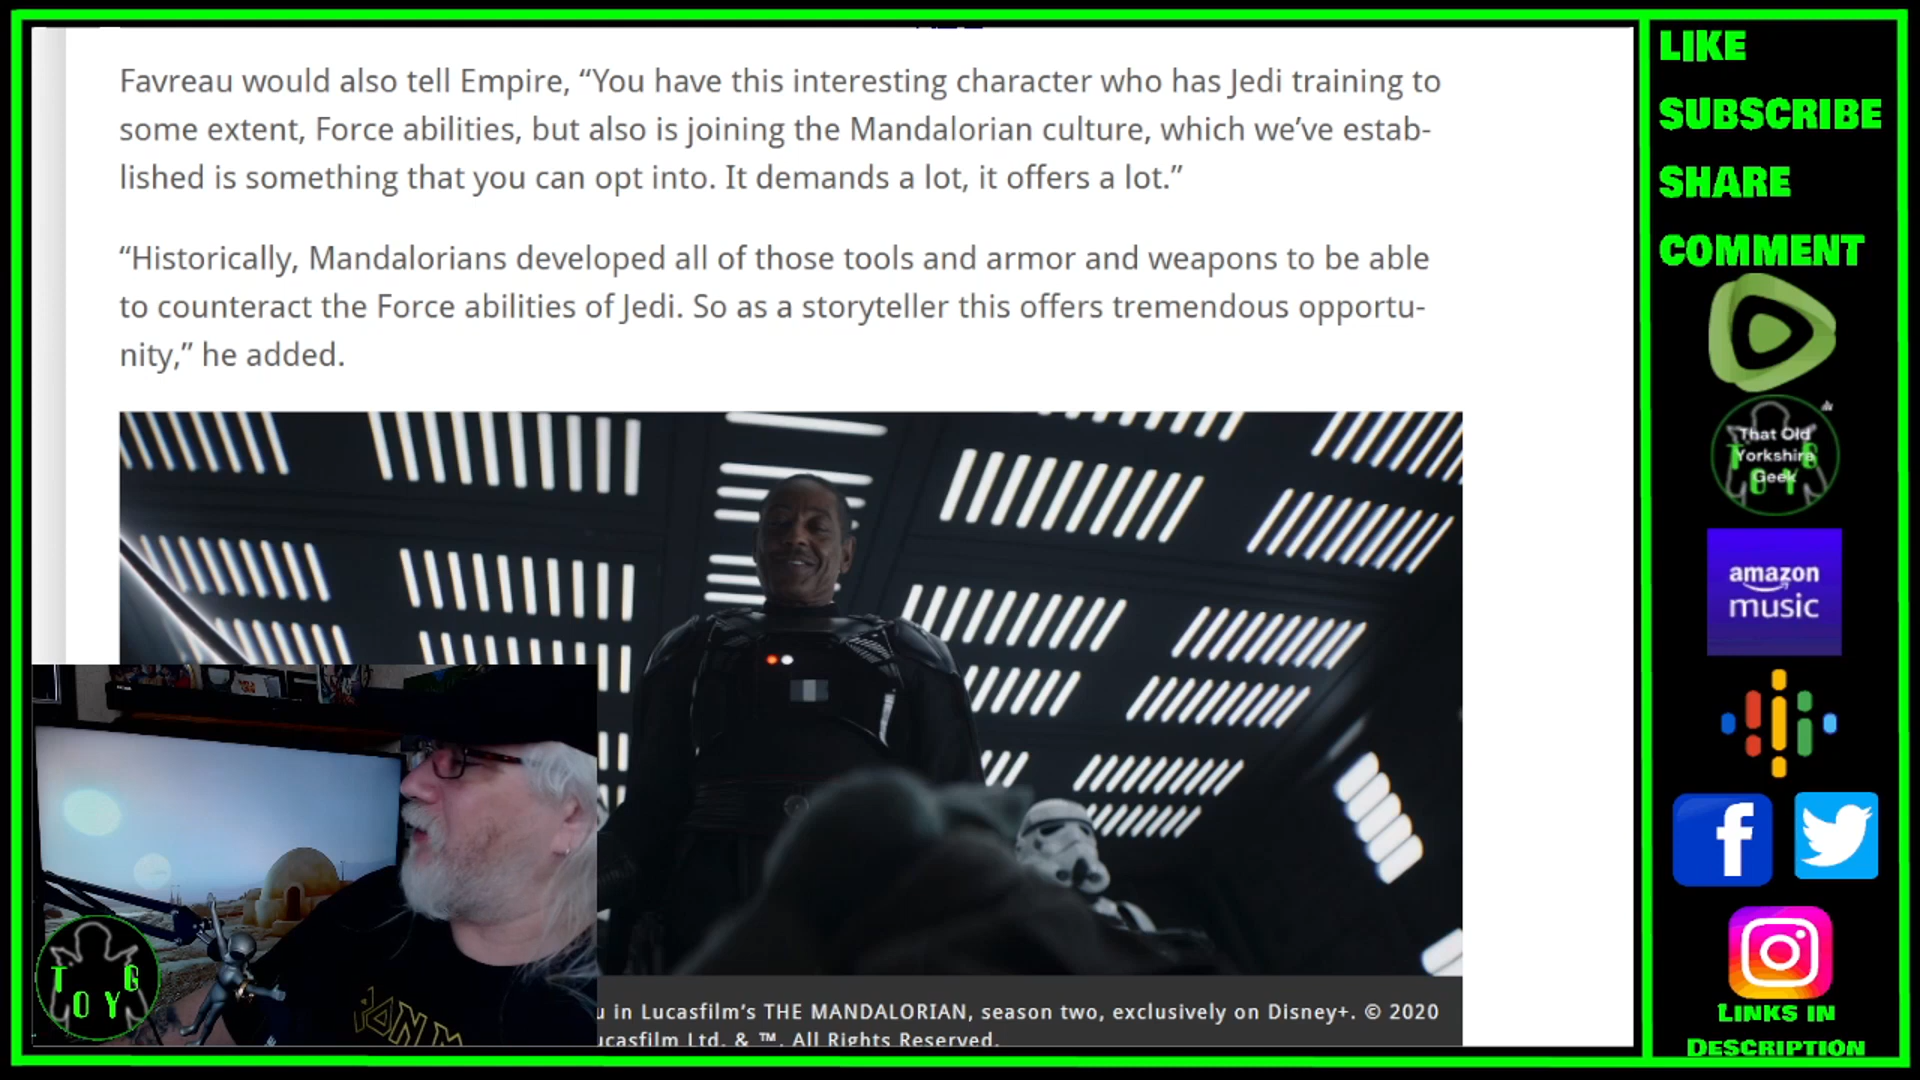 Favreau would also tell Empire, “You have this interesting character who has Jedi training to
some extent, Force abilities, but also is joining the Mandalorian culture, which we’ve estab-
lished is something that you can opt into. It demands a lot, it offers a lot.”
“Historically, Mandalorians developed all of those tools and armor and weapons to be able
to counteract the Force abilities of Jedi. So as a storyteller this offers tremendous opportu-
nity,” he added.
u in Lucasfilm’s THE MANDALORIAN, season two, exclusively on Disney+. © 2020
ucasfilm Ltd. & ™. All Rights Reserved.
T G
O Y
LIKE
SUBSCRIBE
SHARE
COMMENT
That Old
Yorkshire
Geek
amazon
music
LINKS IN
DESCRIPTION